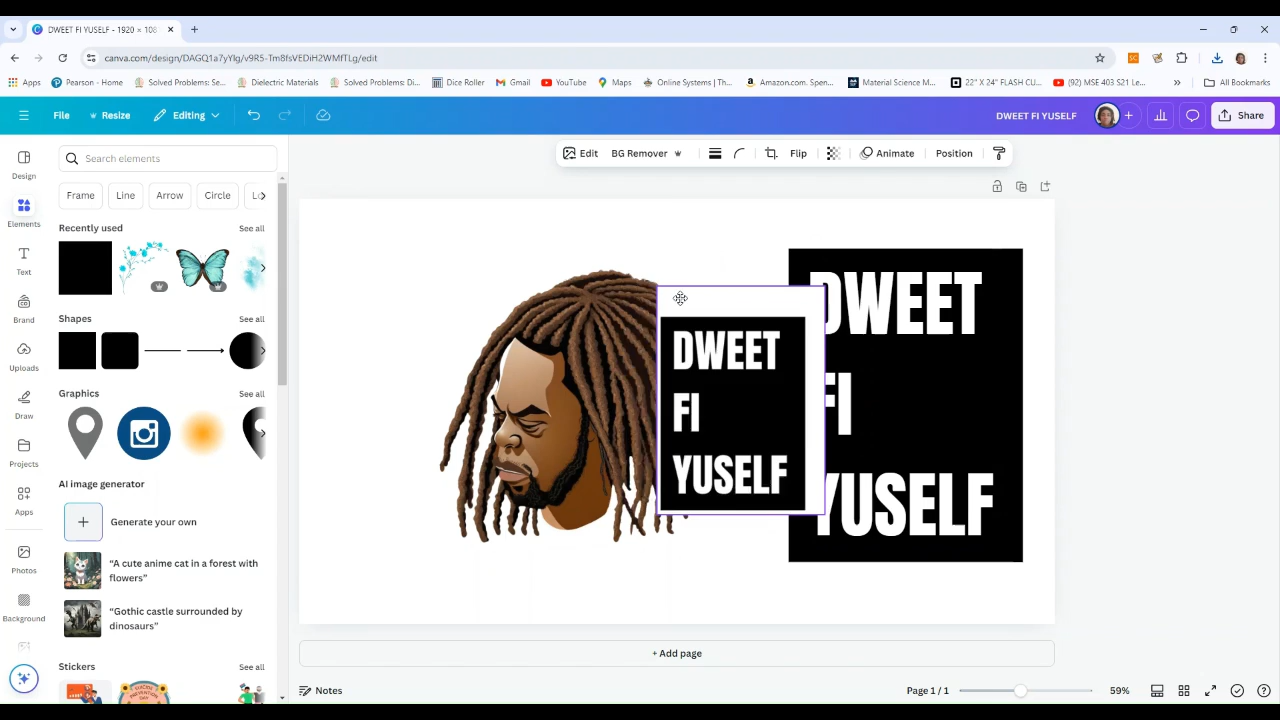 DWEET FI YUSELF - 1920 × 108
canva.com/design/DAGQ1a7yYlg/v9R5-Tm8fsVEDiH2WMfTLg/edit
Apps
Pearson - Home
Solved Problems: Se...
Dielectric Materials
Solved Problems: Di...
Dice Roller
Gmail
YouTube
Maps
Online Systems | Th...
Amazon.com. Spen...
Material Science M...
22" X 24" FLASH CU...
(92) MSE 403 S21 Le...
»
All Bookmarks
File
Resize
Editing
DWEET FI YUSELF
Share
Design
Elements
Text
Brand
Uploads
Draw
Projects
Apps
Photos
Background
Search elements
Frame
Line
Arrow
Circle
Recently used
See all
Shapes
See all
Graphics
See all
AI image generator
Generate your own
"A cute anime cat in a forest with
flowers"
"Gothic castle surrounded by
dinosaurs"
Stickers
See all
Edit
BG Remover
Flip
Animate
Position
DWEET
FI
YUSELF
DWEET
FI
YUSELF
+ Add page
Notes
Page 1 / 1
59%